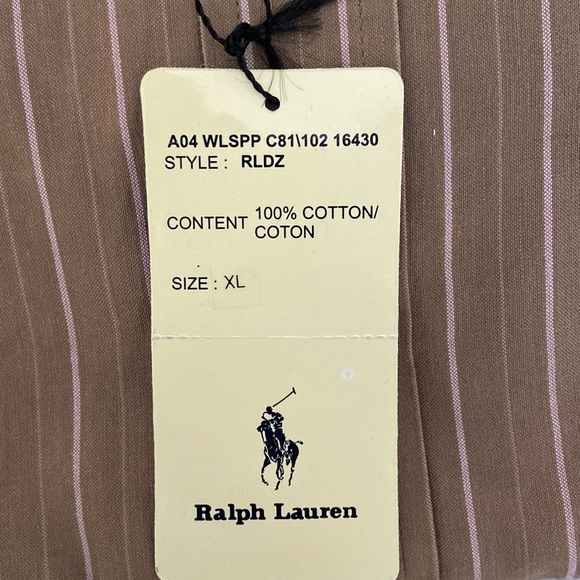 A04 WLSPP C81\102 16430
STYLE : RLDZ
CONTENT 100% COTTON/
COTON
SIZE : XL
Ralph Lauren